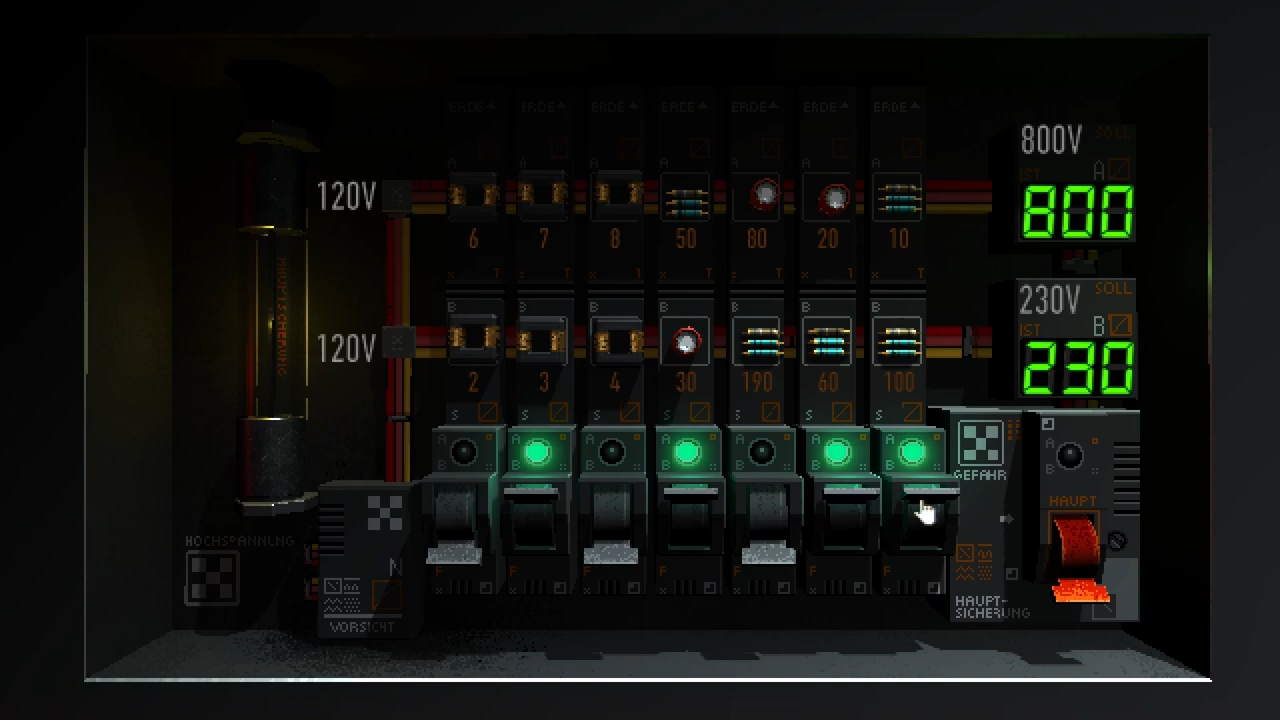 ERDE ERDE ERDE ERDE ERDE ERDE ERDE
800V SOLL
A A A A A A A
IST A
120V
800
6 7 8 50 80 20 10
B B B B B B B
230V SOLL
IST B
120V
230
2 3 4 30 190 60 100
S S S S S S S
A A A A A A A
B B B B B B B
GEFAHR
A
B
HAUPT
HAUPTSICHERUNG
HOCHSPANNUNG
N
F F F F F F F
HAUPT-
SICHERUNG
VORSICHT